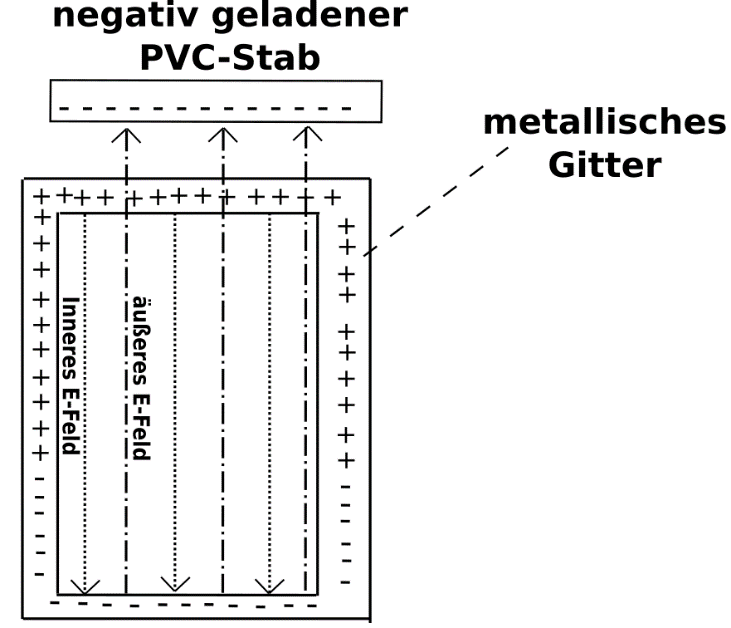 negativ geladener
PVC-Stab
metallisches
Gitter
Inneres E-Feld
äußeres E-Feld